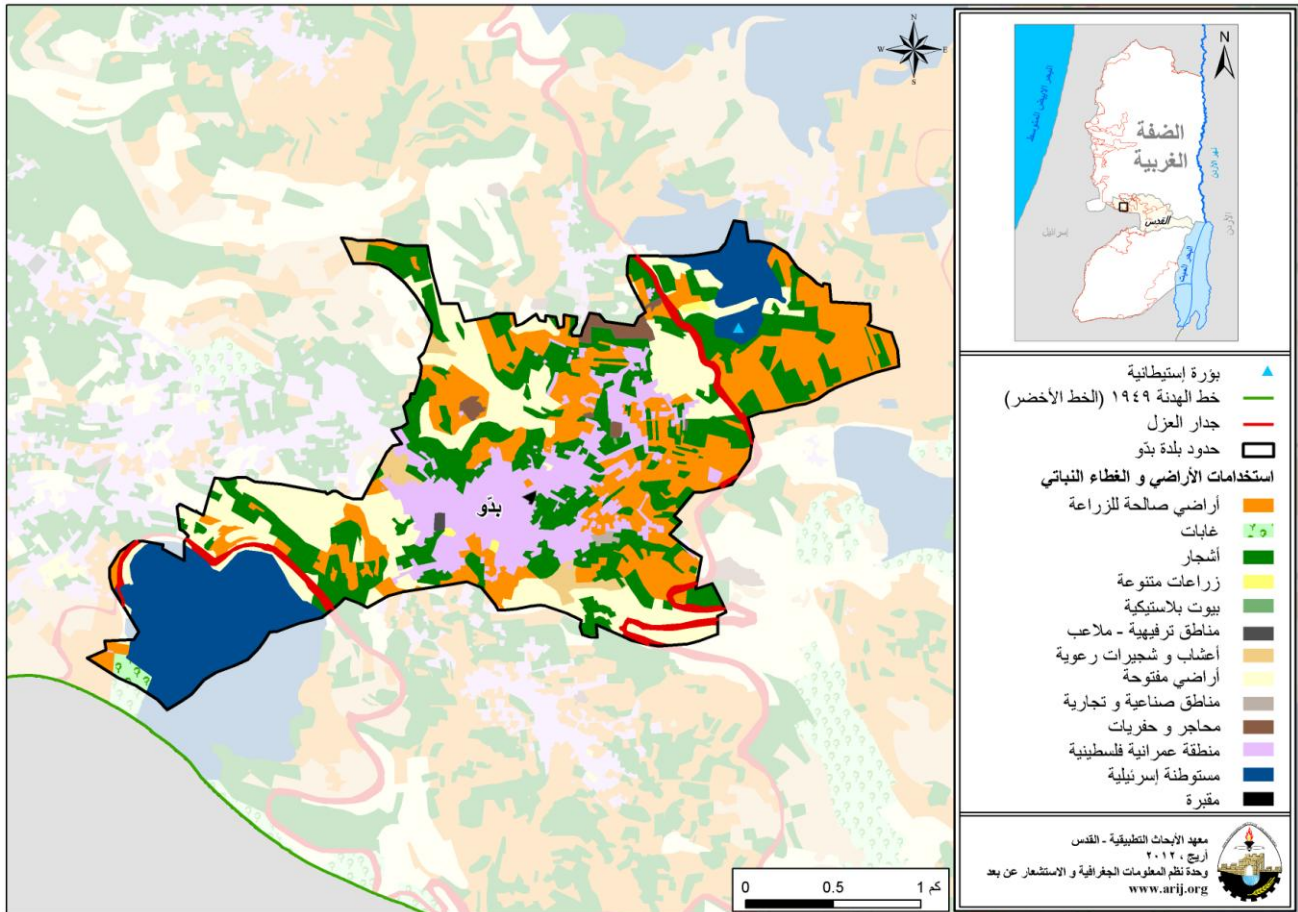 N
W
E
S
بدّو
0
0.5
1 كم
N
البحر الابيض المتوسط
الضفة
الغربية
نهر الاردن
القدس
إسرائيل
الأردن
البحر الميت
بؤرة إستيطانية
خط الهدنة ١٩٤٩ (الخط الأخضر)
جدار العزل
حدود بلدة بدّو
استخدامات الأراضي و الغطاء النباتي
أراضي صالحة للزراعة
غابات
أشجار
زراعات متنوعة
بيوت بلاستيكية
مناطق ترفيهية - ملاعب
أعشاب و شجيرات رعوية
أراضي مفتوحة
مناطق صناعية و تجارية
محاجر و حفريات
منطقة عمرانية فلسطينية
مستوطنة إسرئيلية
مقبرة
معهد الأبحاث التطبيقية - القدس
أريج ، ٢٠١٢
وحدة نظم المعلومات الجغرافية و الاستشعار عن بعد
www.arij.org